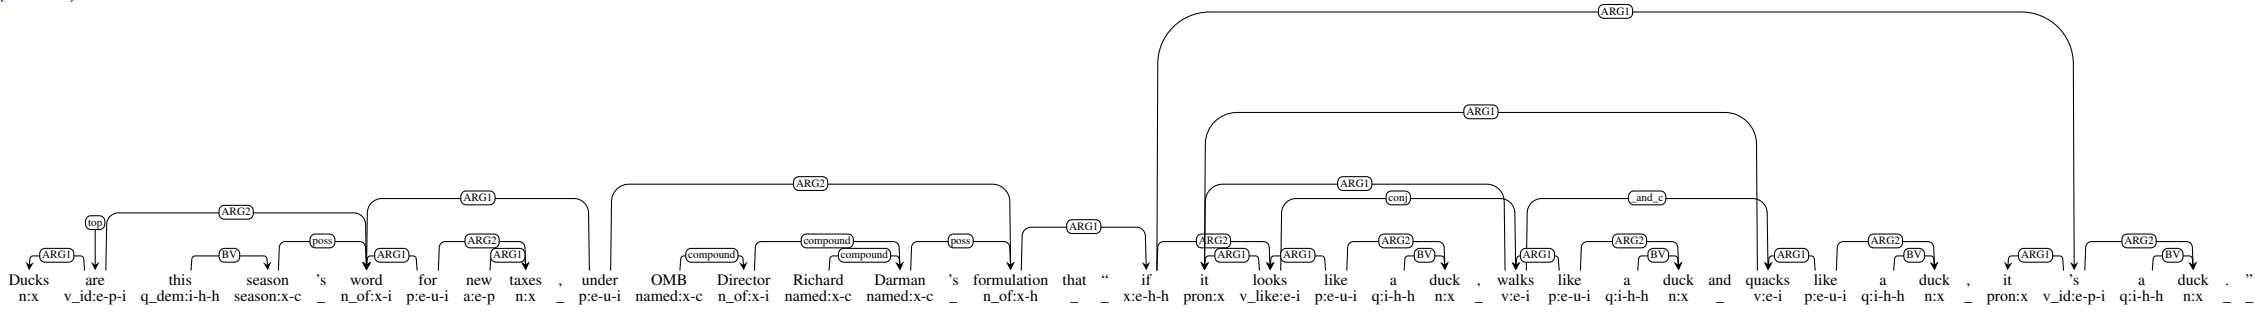 ARG1
ARG1
ARG1
conj
_and_c
ARG2
ARG1
ARG2
top
ARG1
poss
ARG2
compound
poss
ARG2
ARG2
ARG2
ARG2
ARG2
ARG1
BV
ARG1
ARG1
compound
compound
ARG1
ARG1
BV
ARG1
BV
ARG1
BV
ARG1
BV
Ducks are this season 's word for new taxes , under OMB Director Richard Darman 's formulation that “ if it looks like a duck , walks like a duck and quacks like a duck , it 's a duck . ”
n:x v_id:e-p-i q_dem:i-h-h season:x-c _ n_of:x-i p:e-u-i a:e-p n:x _ p:e-u-i named:x-c n_of:x-i named:x-c named:x-c _ n_of:x-h _ _ x:e-h-h pron:x v_like:e-i p:e-u-i q:i-h-h n:x _ v:e-i p:e-u-i q:i-h-h n:x _ v:e-i p:e-u-i q:i-h-h n:x _ pron:x v_id:e-p-i q:i-h-h n:x _ _